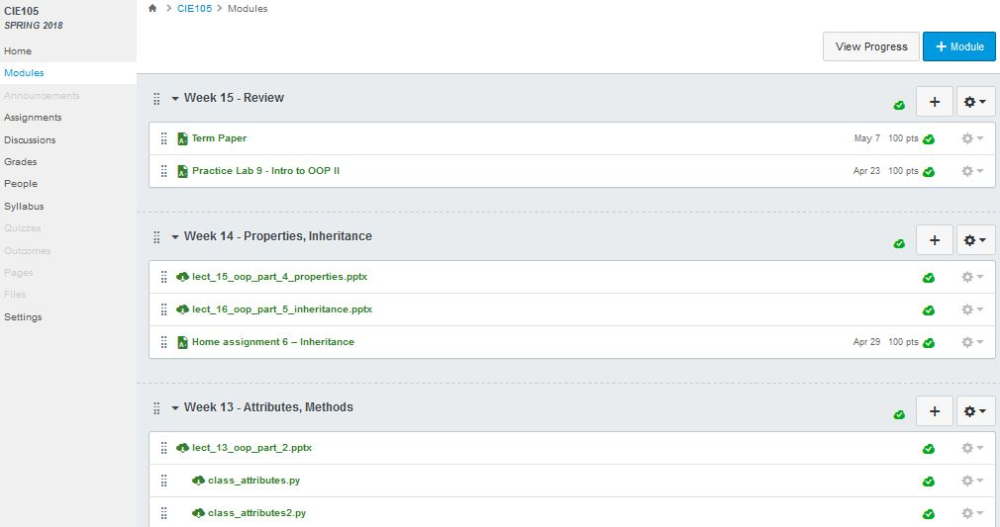 CIE105
SPRING 2018
Home
Modules
Announcements
Assignments
Discussions
Grades
People
Syllabus
Quizzes
Outcomes
Pages
Files
Settings
> CIE105 > Modules
View Progress
+ Module
Week 15 - Review
Term Paper
May 7 100 pts
Practice Lab 9 - Intro to OOP II
Apr 23 100 pts
Week 14 - Properties, Inheritance
lect_15_oop_part_4_properties.pptx
lect_16_oop_part_5_inheritance.pptx
Home assignment 6 – Inheritance
Apr 29 100 pts
Week 13 - Attributes, Methods
lect_13_oop_part_2.pptx
class_attributes.py
class_attributes2.py